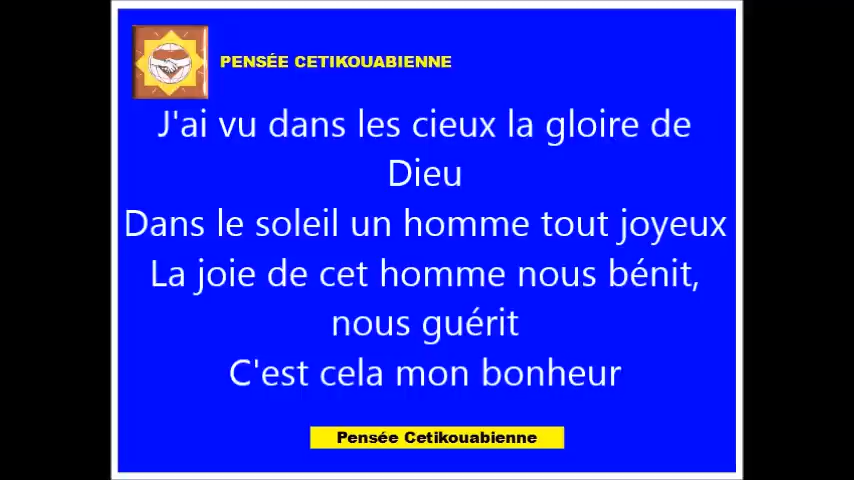 PENSÉE CETIKOUABIENNE
J'ai vu dans les cieux la gloire de
Dieu
Dans le soleil un homme tout joyeux
La joie de cet homme nous bénit,
nous guérit
C'est cela mon bonheur
Pensée Cetikouabienne